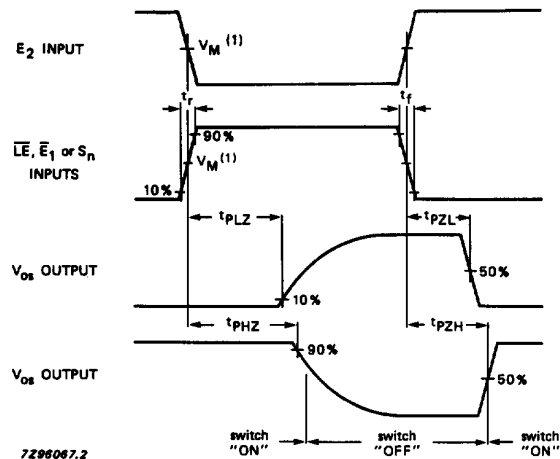 E2 INPUT
VM(1)
tr
tf
LE, E1 or Sn
INPUTS
90%
VM(1)
10%
tPLZ
tPZL
Vos OUTPUT
50%
10%
tPHZ
tPZH
90%
Vos OUTPUT
50%
switch "ON"
switch "OFF"
switch "ON"
7Z96067.2